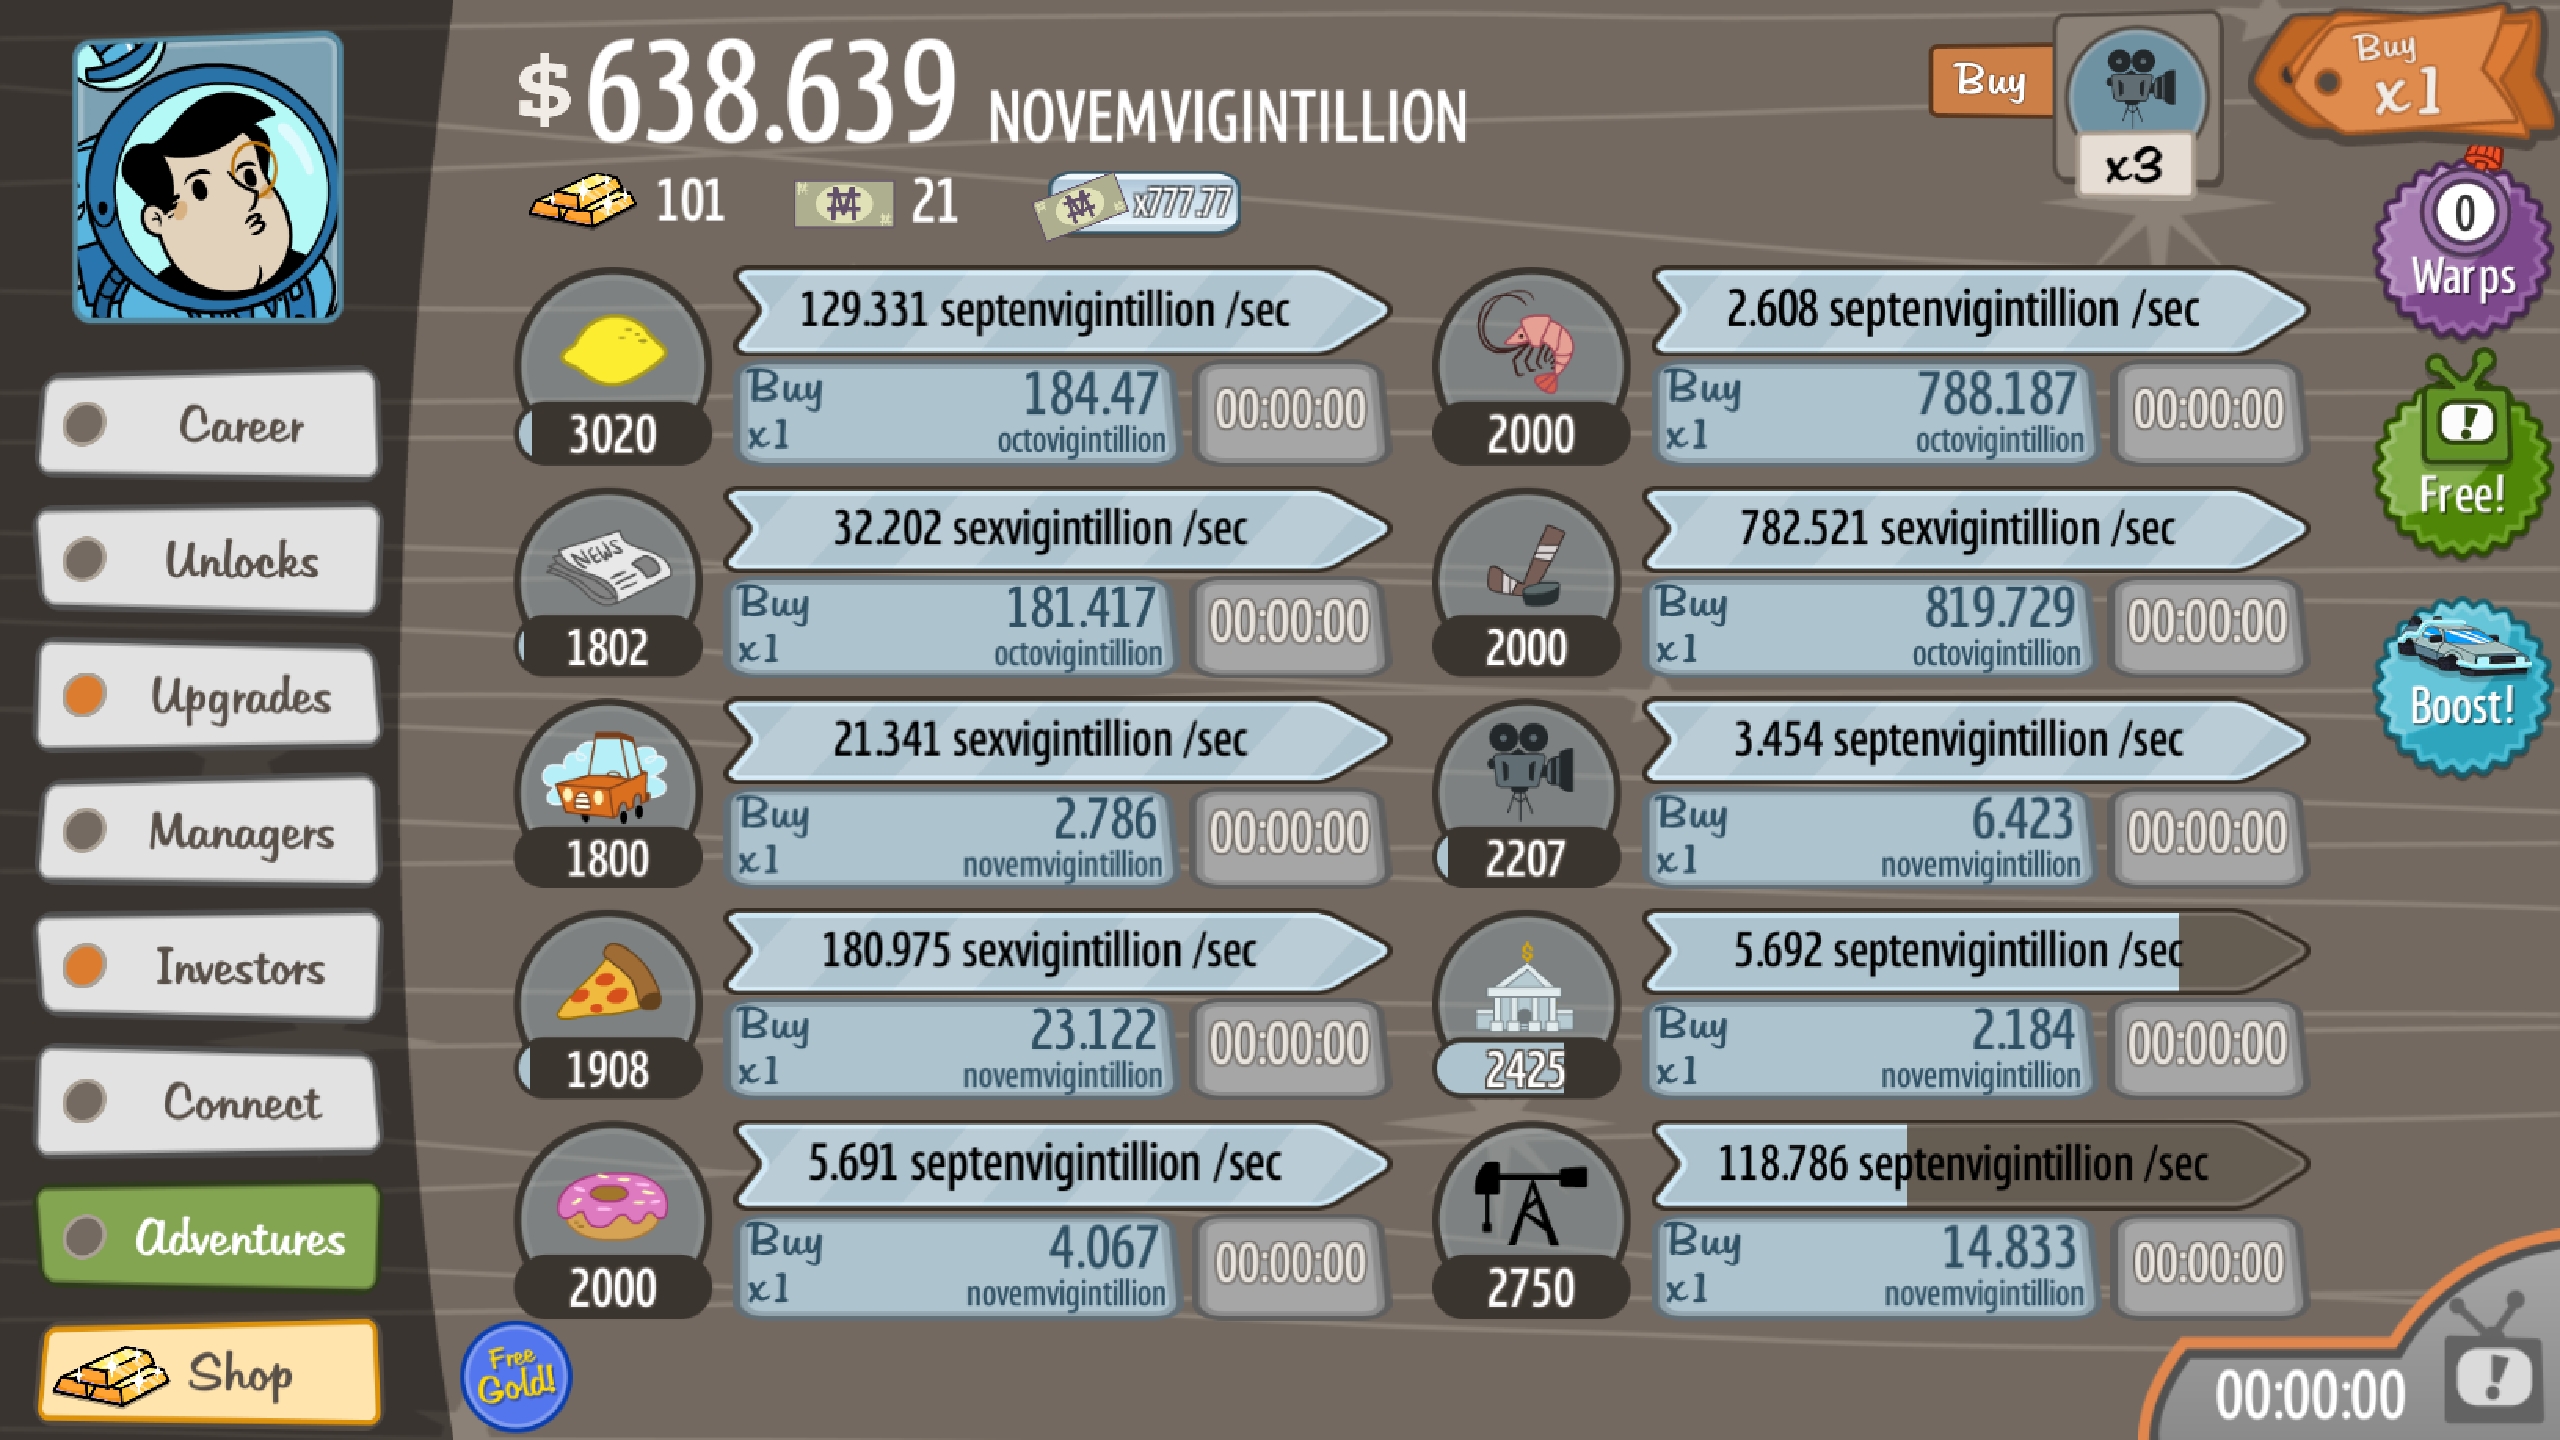 $638.639 NOVEMVIGINTILLION
101
21
x777.77
Buy
x3
Buy
x1
0
Warps
!
Free!
Boost!
Career
Unlocks
Upgrades
Managers
Investors
Connect
Adventures
Shop
129.331 septenvigintillion /sec
3020
Buy
x1
184.47
octovigintillion
00:00:00
NEWS
32.202 sexvigintillion /sec
1802
Buy
x1
181.417
octovigintillion
00:00:00
21.341 sexvigintillion /sec
1800
Buy
x1
2.786
novemvigintillion
00:00:00
180.975 sexvigintillion /sec
1908
Buy
x1
23.122
novemvigintillion
00:00:00
5.691 septenvigintillion /sec
2000
Buy
x1
4.067
novemvigintillion
00:00:00
2.608 septenvigintillion /sec
2000
Buy
x1
788.187
octovigintillion
00:00:00
782.521 sexvigintillion /sec
2000
Buy
x1
819.729
octovigintillion
00:00:00
3.454 septenvigintillion /sec
2207
Buy
x1
6.423
novemvigintillion
00:00:00
$
5.692 septenvigintillion /sec
2425
Buy
x1
2.184
novemvigintillion
00:00:00
118.786 septenvigintillion /sec
2750
Buy
x1
14.833
novemvigintillion
00:00:00
Free
Gold!
00:00:00
!